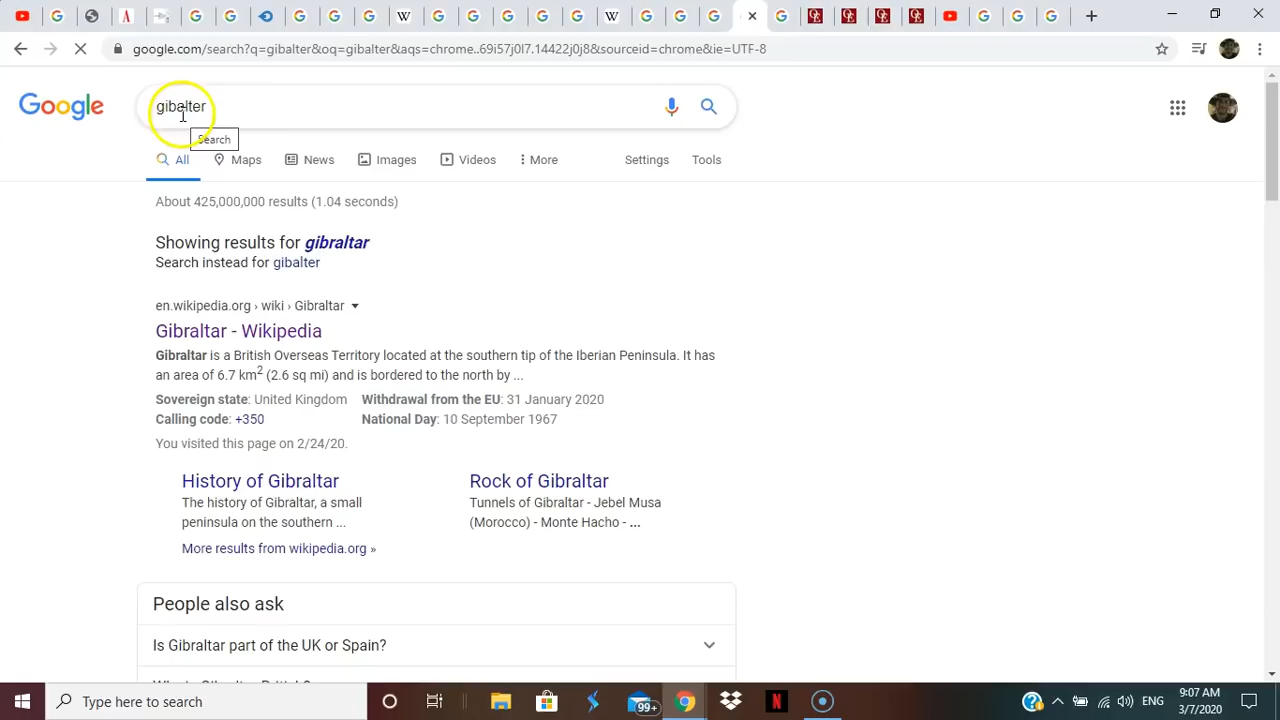 google.com/search?q=gibalter&oq=gibalter&aqs=chrome..69i57j0l7.14422j0j8&sourceid=chrome&ie=UTF-8
Google
gibalter
Search
All Maps News Images Videos More Settings Tools
About 425,000,000 results (1.04 seconds)
Showing results for gibraltar
Search instead for gibalter
en.wikipedia.org › wiki › Gibraltar
Gibraltar - Wikipedia
Gibraltar is a British Overseas Territory located at the southern tip of the Iberian Peninsula. It has
an area of 6.7 km2 (2.6 sq mi) and is bordered to the north by ...
Sovereign state: United Kingdom Withdrawal from the EU: 31 January 2020
Calling code: +350 National Day: 10 September 1967
You visited this page on 2/24/20.
History of Gibraltar Rock of Gibraltar
The history of Gibraltar, a small Tunnels of Gibraltar - Jebel Musa
peninsula on the southern ... (Morocco) - Monte Hacho - ...
More results from wikipedia.org »
People also ask
Is Gibraltar part of the UK or Spain?
Type here to search
99+
ENG
9:07 AM
3/7/2020